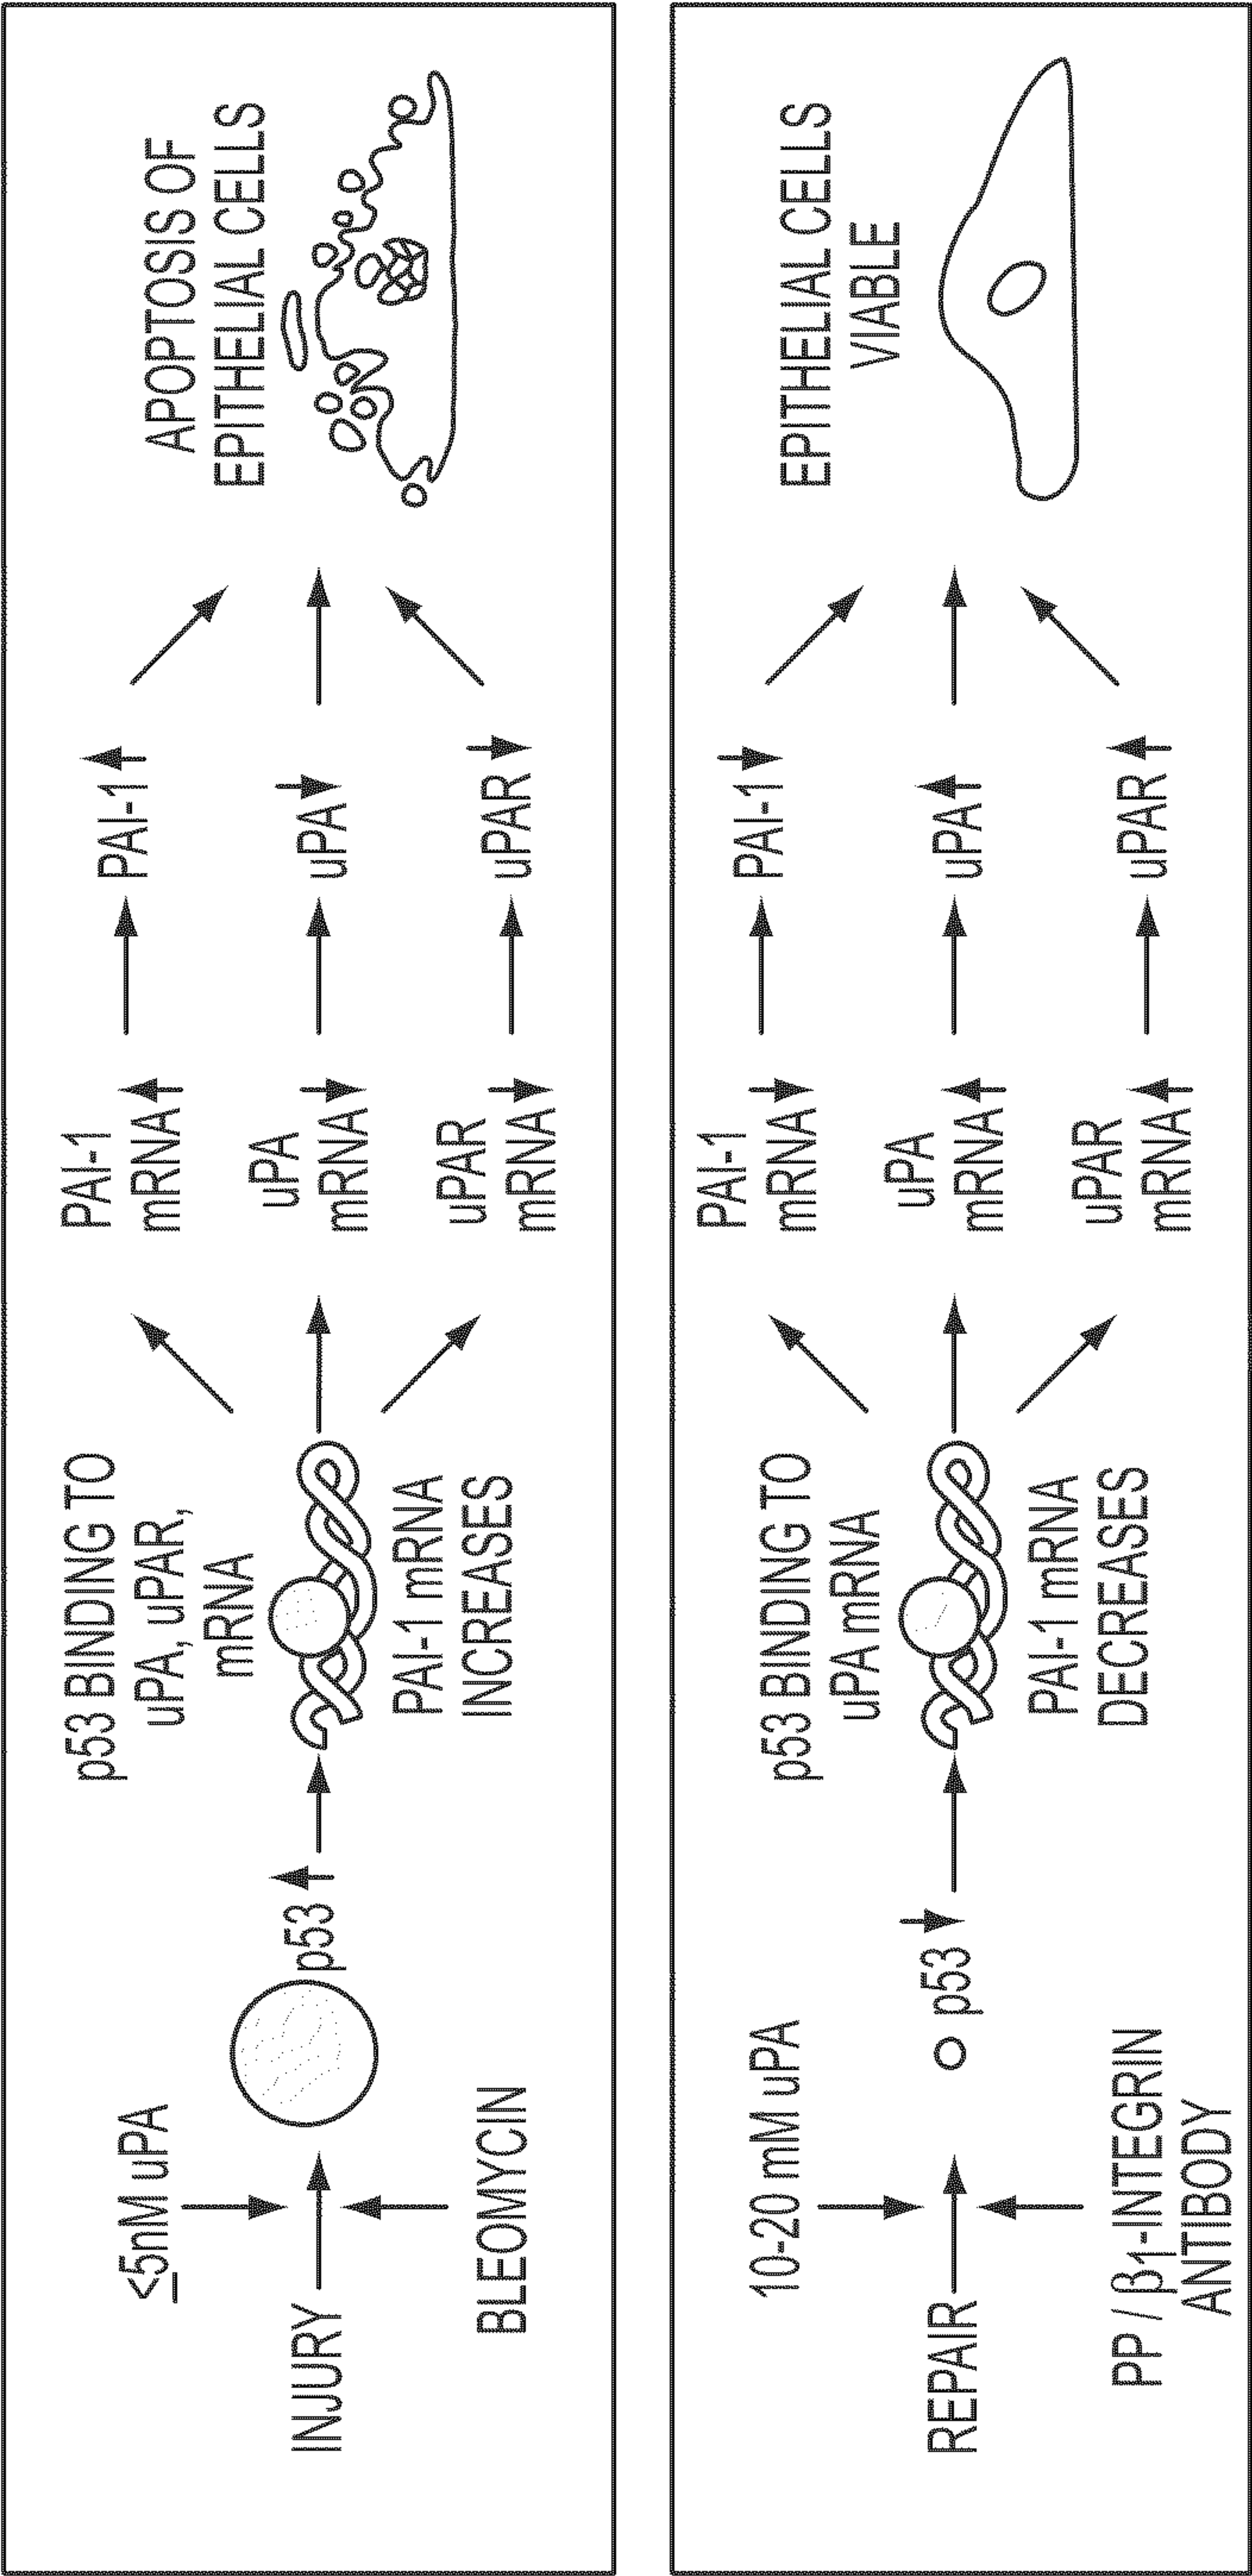 ≤5nM uPA
INJURY
BLEOMYCIN
p53
p53 BINDING TO
uPA, uPAR,
mRNA
PAI-1 mRNA
INCREASES
PAI-1
mRNA
uPA
mRNA
uPAR
mRNA
PAI-1
uPA
uPAR
APOPTOSIS OF
EPITHELIAL CELLS
10-20 mM uPA
REPAIR
PP / β1-INTEGRIN
ANTIBODY
p53
p53 BINDING TO
uPA mRNA
PAI-1 mRNA
DECREASES
PAI-1
mRNA
uPA
mRNA
uPAR
mRNA
PAI-1
uPA
uPAR
EPITHELIAL CELLS
VIABLE